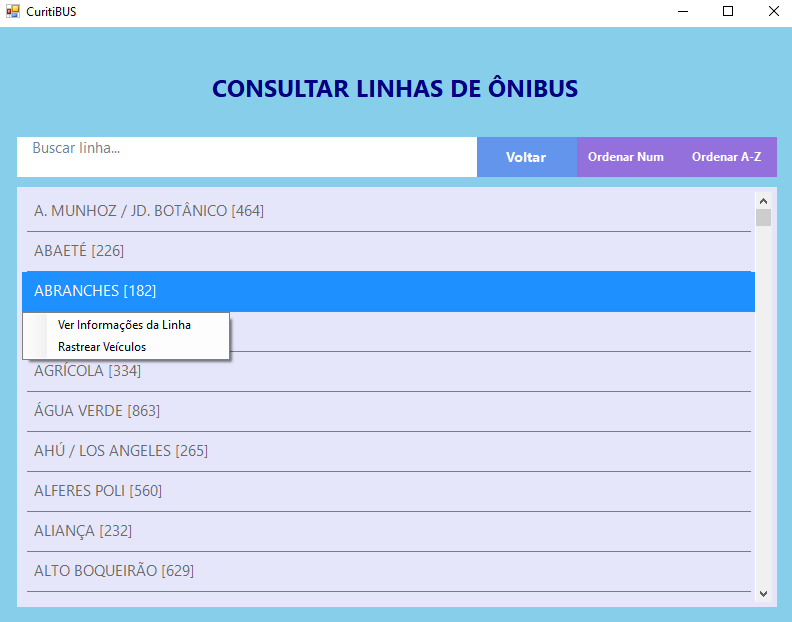 CuritiBUS
CONSULTAR LINHAS DE ÔNIBUS
Buscar linha...
Voltar
Ordenar Num
Ordenar A-Z
A. MUNHOZ / JD. BOTÂNICO [464]
ABAETÉ [226]
ABRANCHES [182]
Ver Informações da Linha
Rastrear Veículos
AGRÍCOLA [334]
ÁGUA VERDE [863]
AHÚ / LOS ANGELES [265]
ALFERES POLI [560]
ALIANÇA [232]
ALTO BOQUEIRÃO [629]